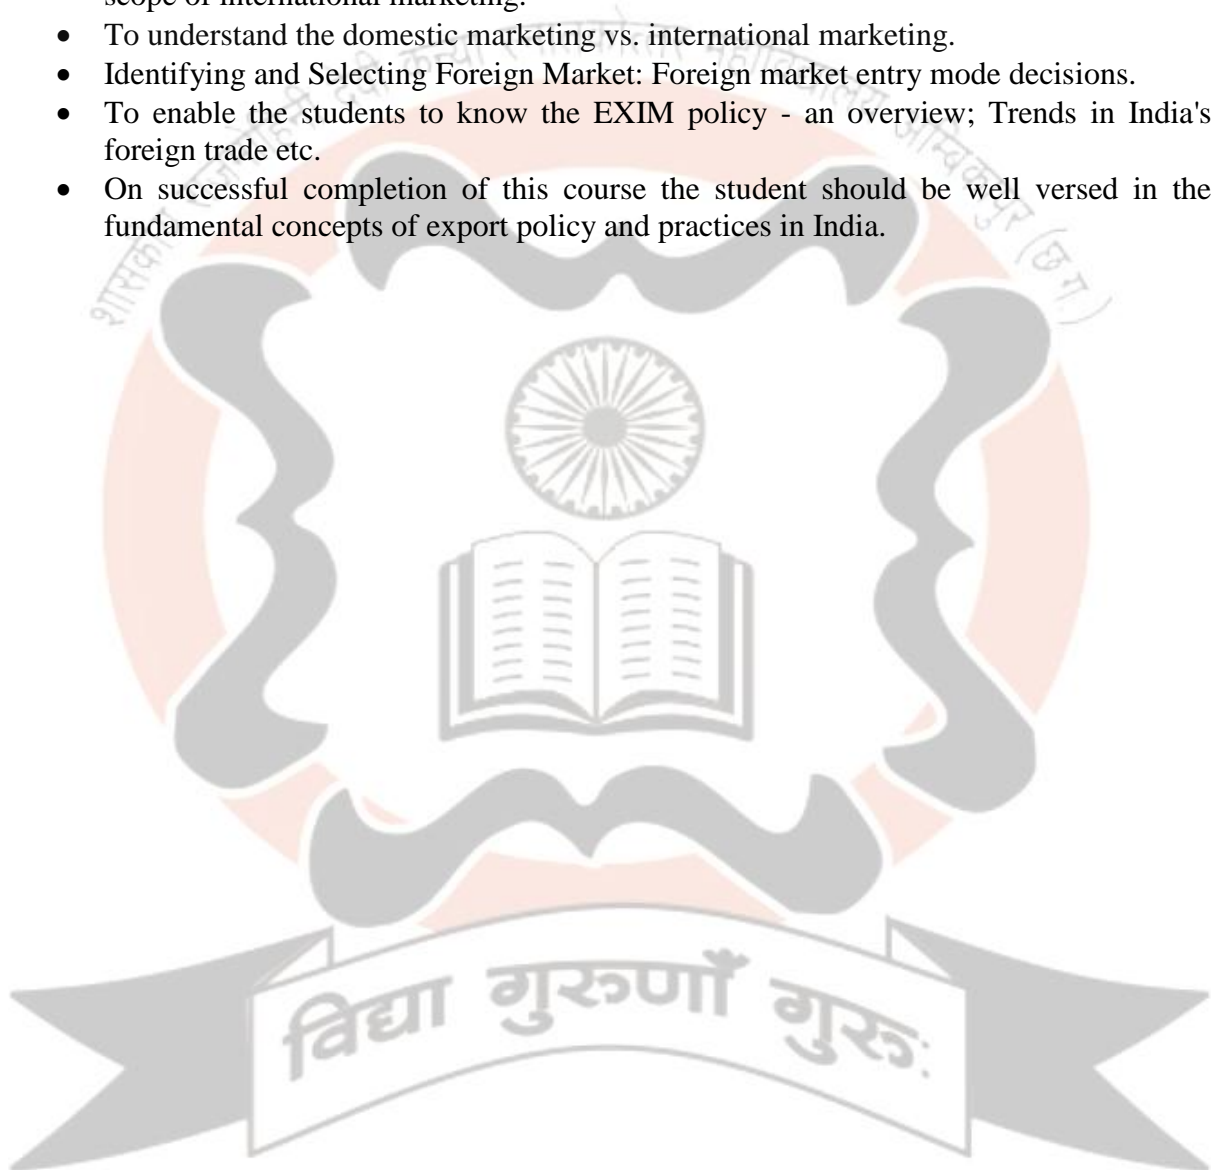 scope of international marketing.
• To understand the domestic marketing vs. international marketing.
• Identifying and Selecting Foreign Market: Foreign market entry mode decisions.
• To enable the students to know the EXIM policy - an overview; Trends in India's
foreign trade etc.
• On successful completion of this course the student should be well versed in the
fundamental concepts of export policy and practices in India.
देवी कन्या
अम्बिकापुर (छ ग )
विद्या गुरुणाँ गुरु: